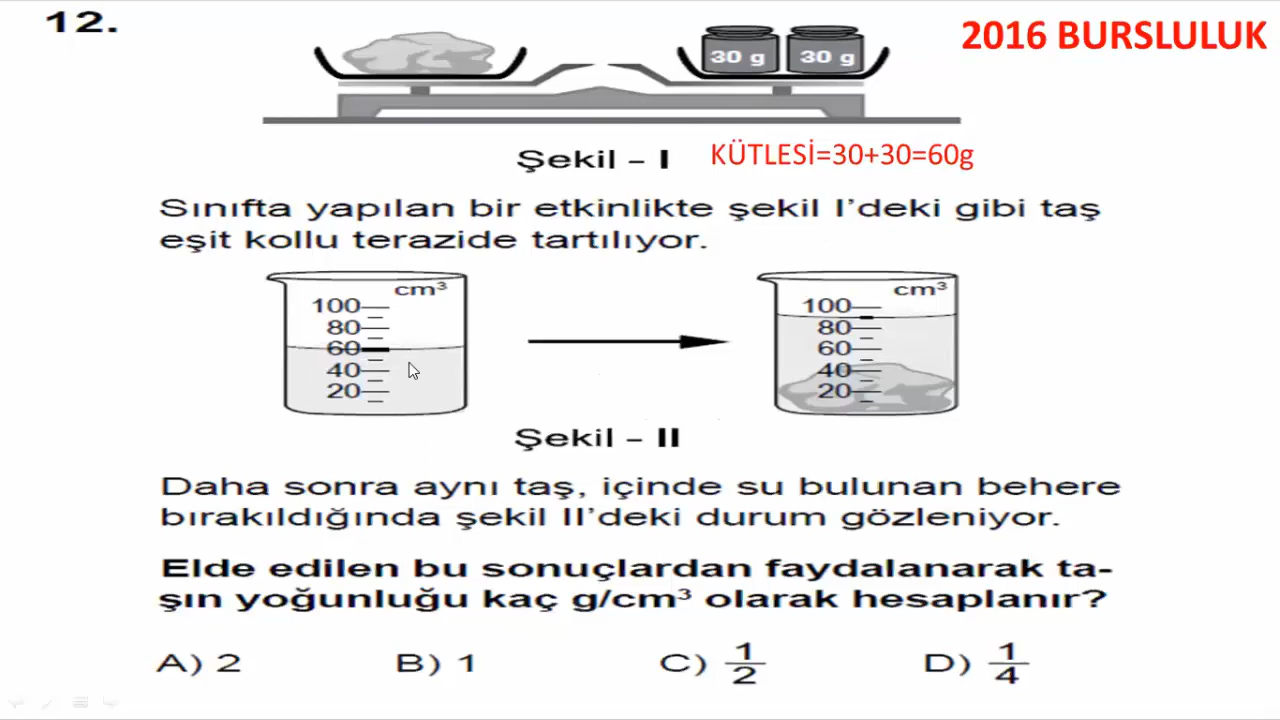 12.
2016 BURSLULUK
30 g 30 g
Şekil – I
KÜTLESİ=30+30=60g
Sınıfta yapılan bir etkinlikte şekil I'deki gibi taş
eşit kollu terazide tartılıyor.
cm³
100
80
60
40
20
cm³
100
80
60
40
20
Şekil – II
Daha sonra aynı taş, içinde su bulunan behere
bırakıldığında şekil II'deki durum gözleniyor.
Elde edilen bu sonuçlardan faydalanarak ta-
şın yoğunluğu kaç g/cm³ olarak hesaplanır?
A) 2 B) 1 C) 1/2 D) 1/4